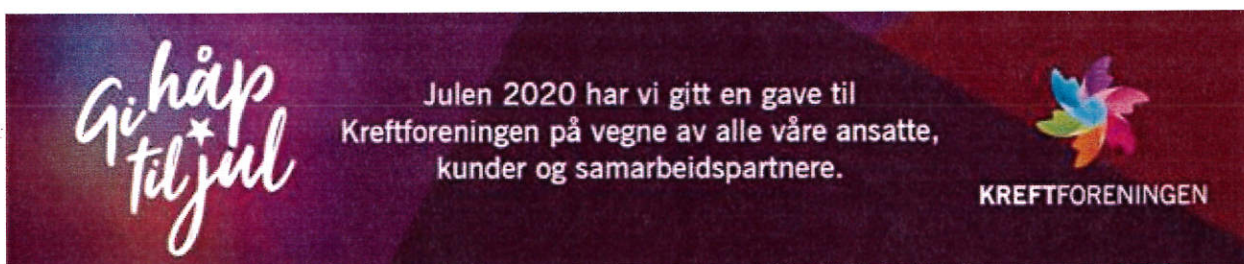 Gi håp
til jul
Julen 2020 har vi gitt en gave til
Kreftforeningen på vegne av alle våre ansatte,
kunder og samarbeidspartnere.
KREFTFORENINGEN